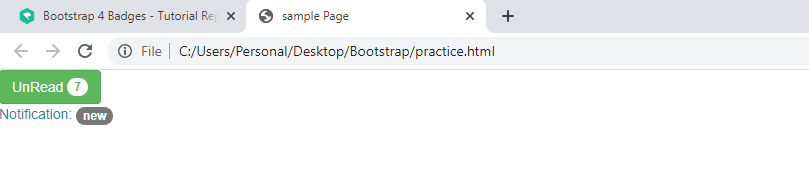 Bootstrap 4 Badges - Tutorial Rep
sample Page
File C:/Users/Personal/Desktop/Bootstrap/practice.html
UnRead 7
Notification: new